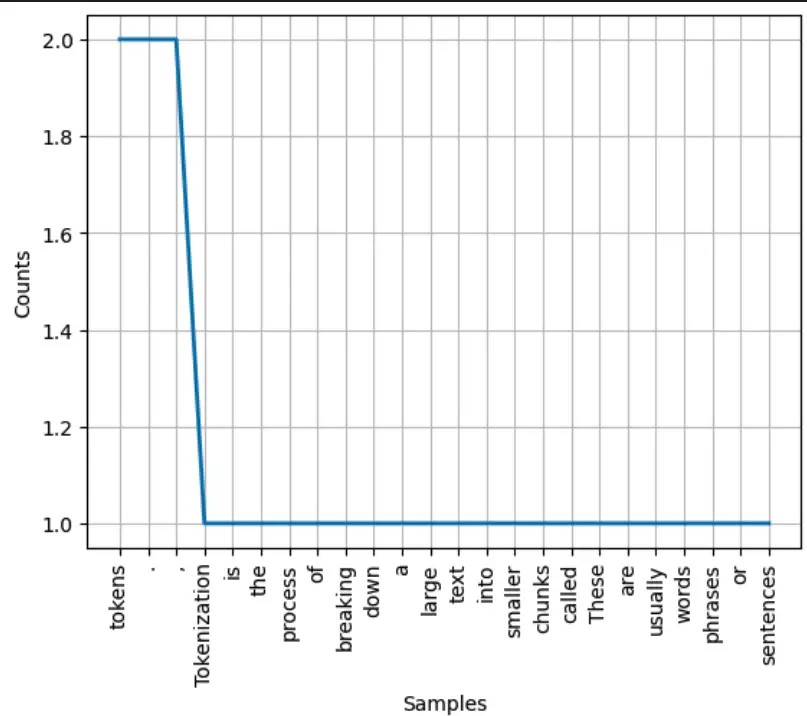 2.0
1.8
1.6
1.4
1.2
1.0
Counts
tokens
.
,
Tokenization
is
the
process
of
breaking
down
a
large
text
into
smaller
chunks
called
These
are
usually
words
phrases
or
sentences
Samples